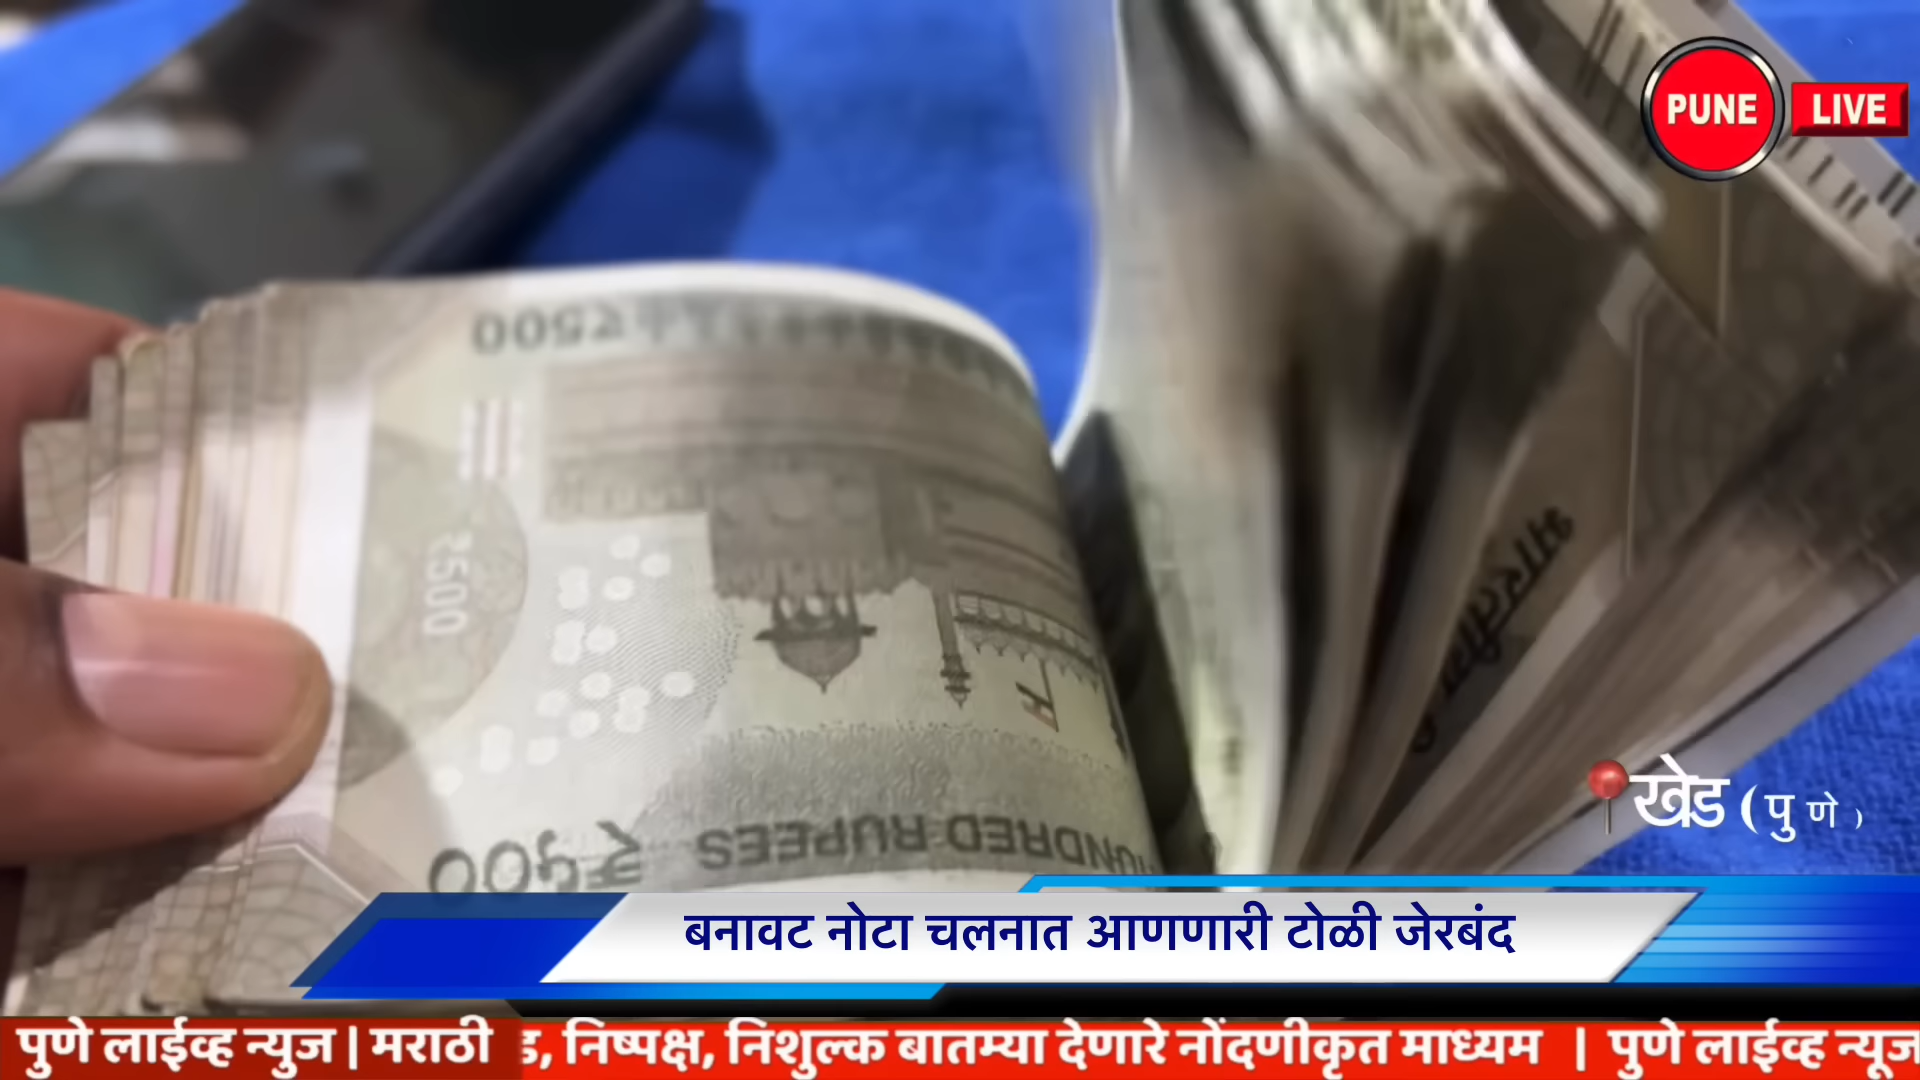 PUNE LIVE
₹500
₹500
HUNDRED RUPEES ₹५००
खेड (पुणे)
बनावट नोटा चलनात आणणारी टोळी जेरबंद
पुणे लाईव्ह न्युज | मराठी
निष्पक्ष, निशुल्क बातम्या देणारे नोंदणीकृत माध्यम | पुणे लाईव्ह न्यूज